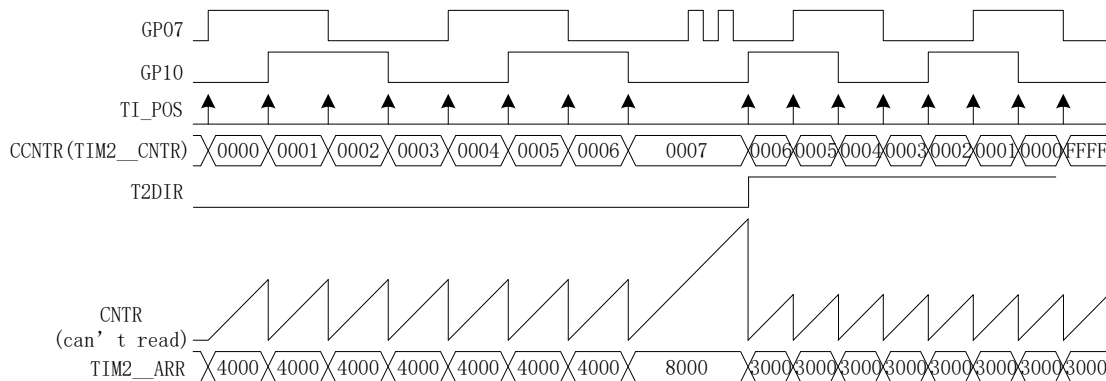 GP07
GP10
TI_POS
CCNTR(TIM2__CNTR) 0000 0001 0002 0003 0004 0005 0006 0007 0006 0005 0004 0003 0002 0001 0000 FFFF
T2DIR
CNTR
(can't read)
TIM2__ARR 4000 4000 4000 4000 4000 4000 4000 8000 3000 3000 3000 3000 3000 3000 3000 3000